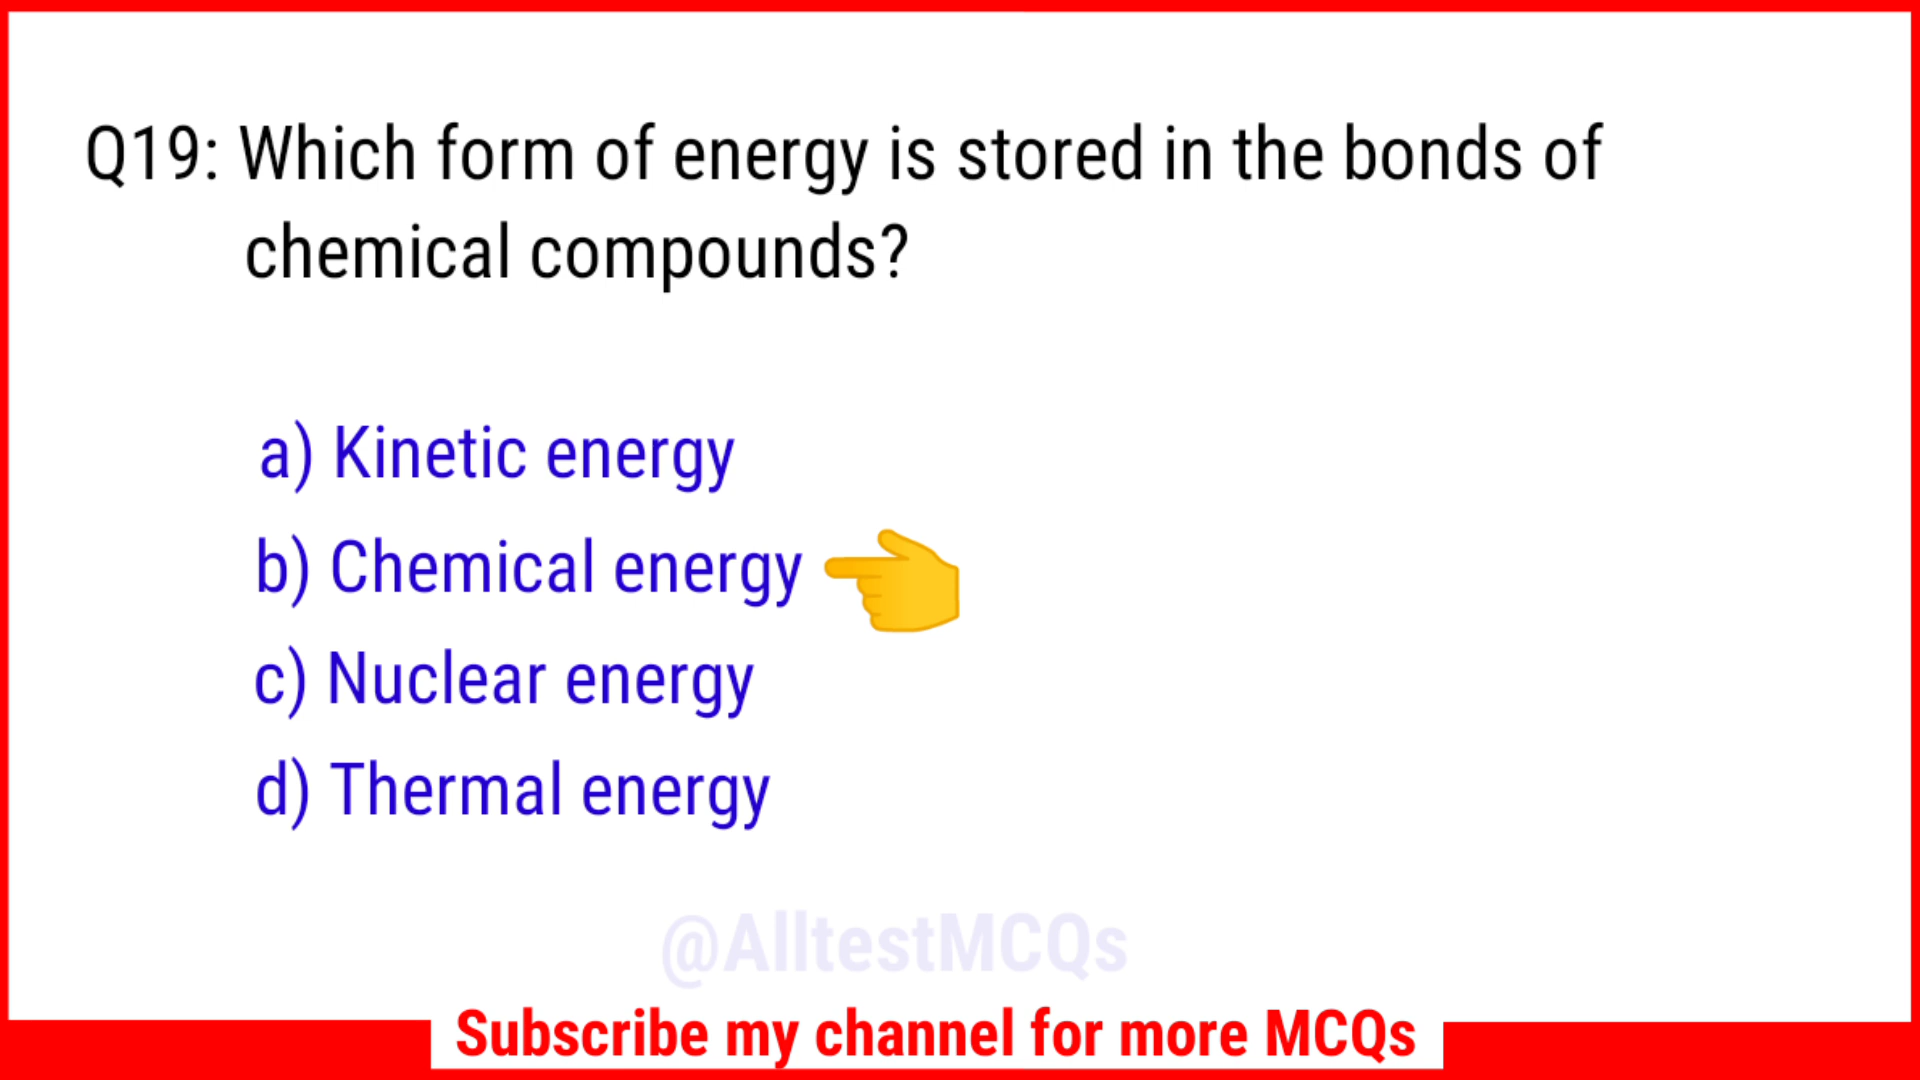 Q19: Which form of energy is stored in the bonds of
chemical compounds?
a) Kinetic energy
b) Chemical energy
c) Nuclear energy
d) Thermal energy
@AlltestMCQs
Subscribe my channel for more MCQs